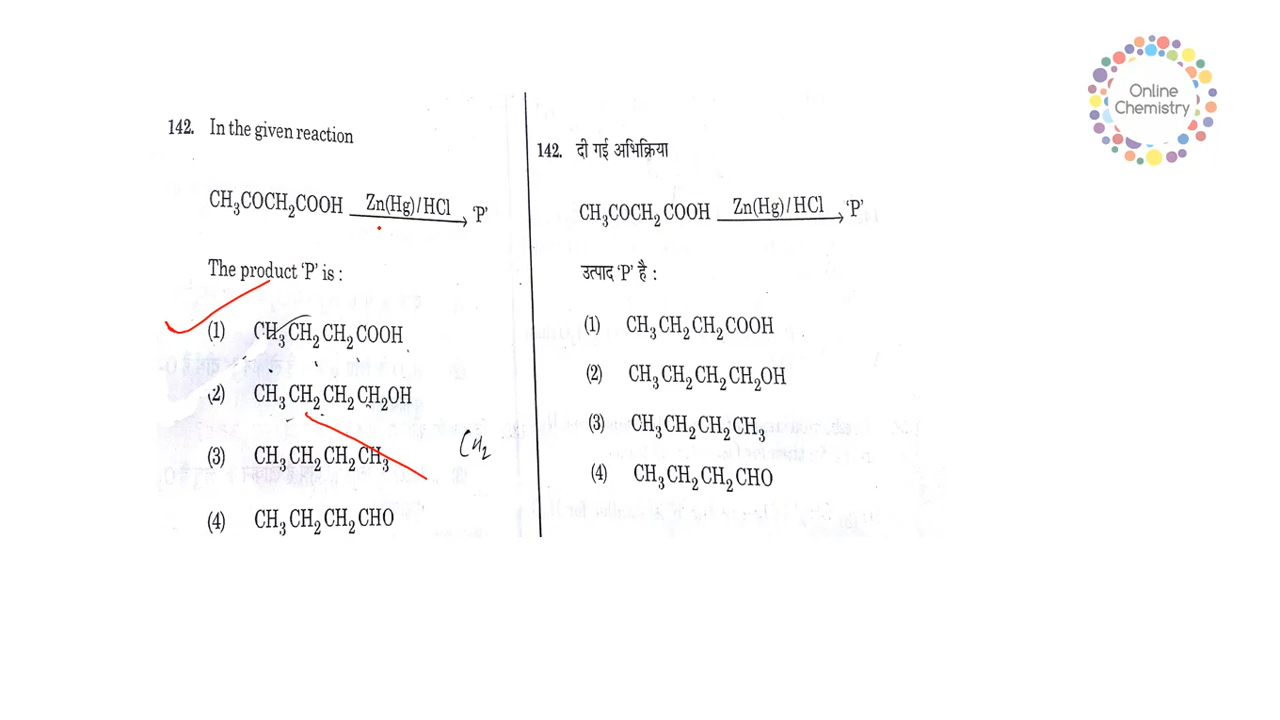 Online
Chemistry
142. In the given reaction
CH₃COCH₂COOH Zn(Hg)/HCl 'P'
The product 'P' is :
(1) CH₃CH₂CH₂COOH
(2) CH₃CH₂CH₂CH₂OH
(3) CH₃CH₂CH₂CH₃
(4) CH₃CH₂CH₂CHO
CH₂
142. दी गई अभिक्रिया
CH₃COCH₂COOH Zn(Hg)/HCl 'P'
उत्पाद 'P' है :
(1) CH₃CH₂CH₂COOH
(2) CH₃CH₂CH₂CH₂OH
(3) CH₃CH₂CH₂CH₃
(4) CH₃CH₂CH₂CHO